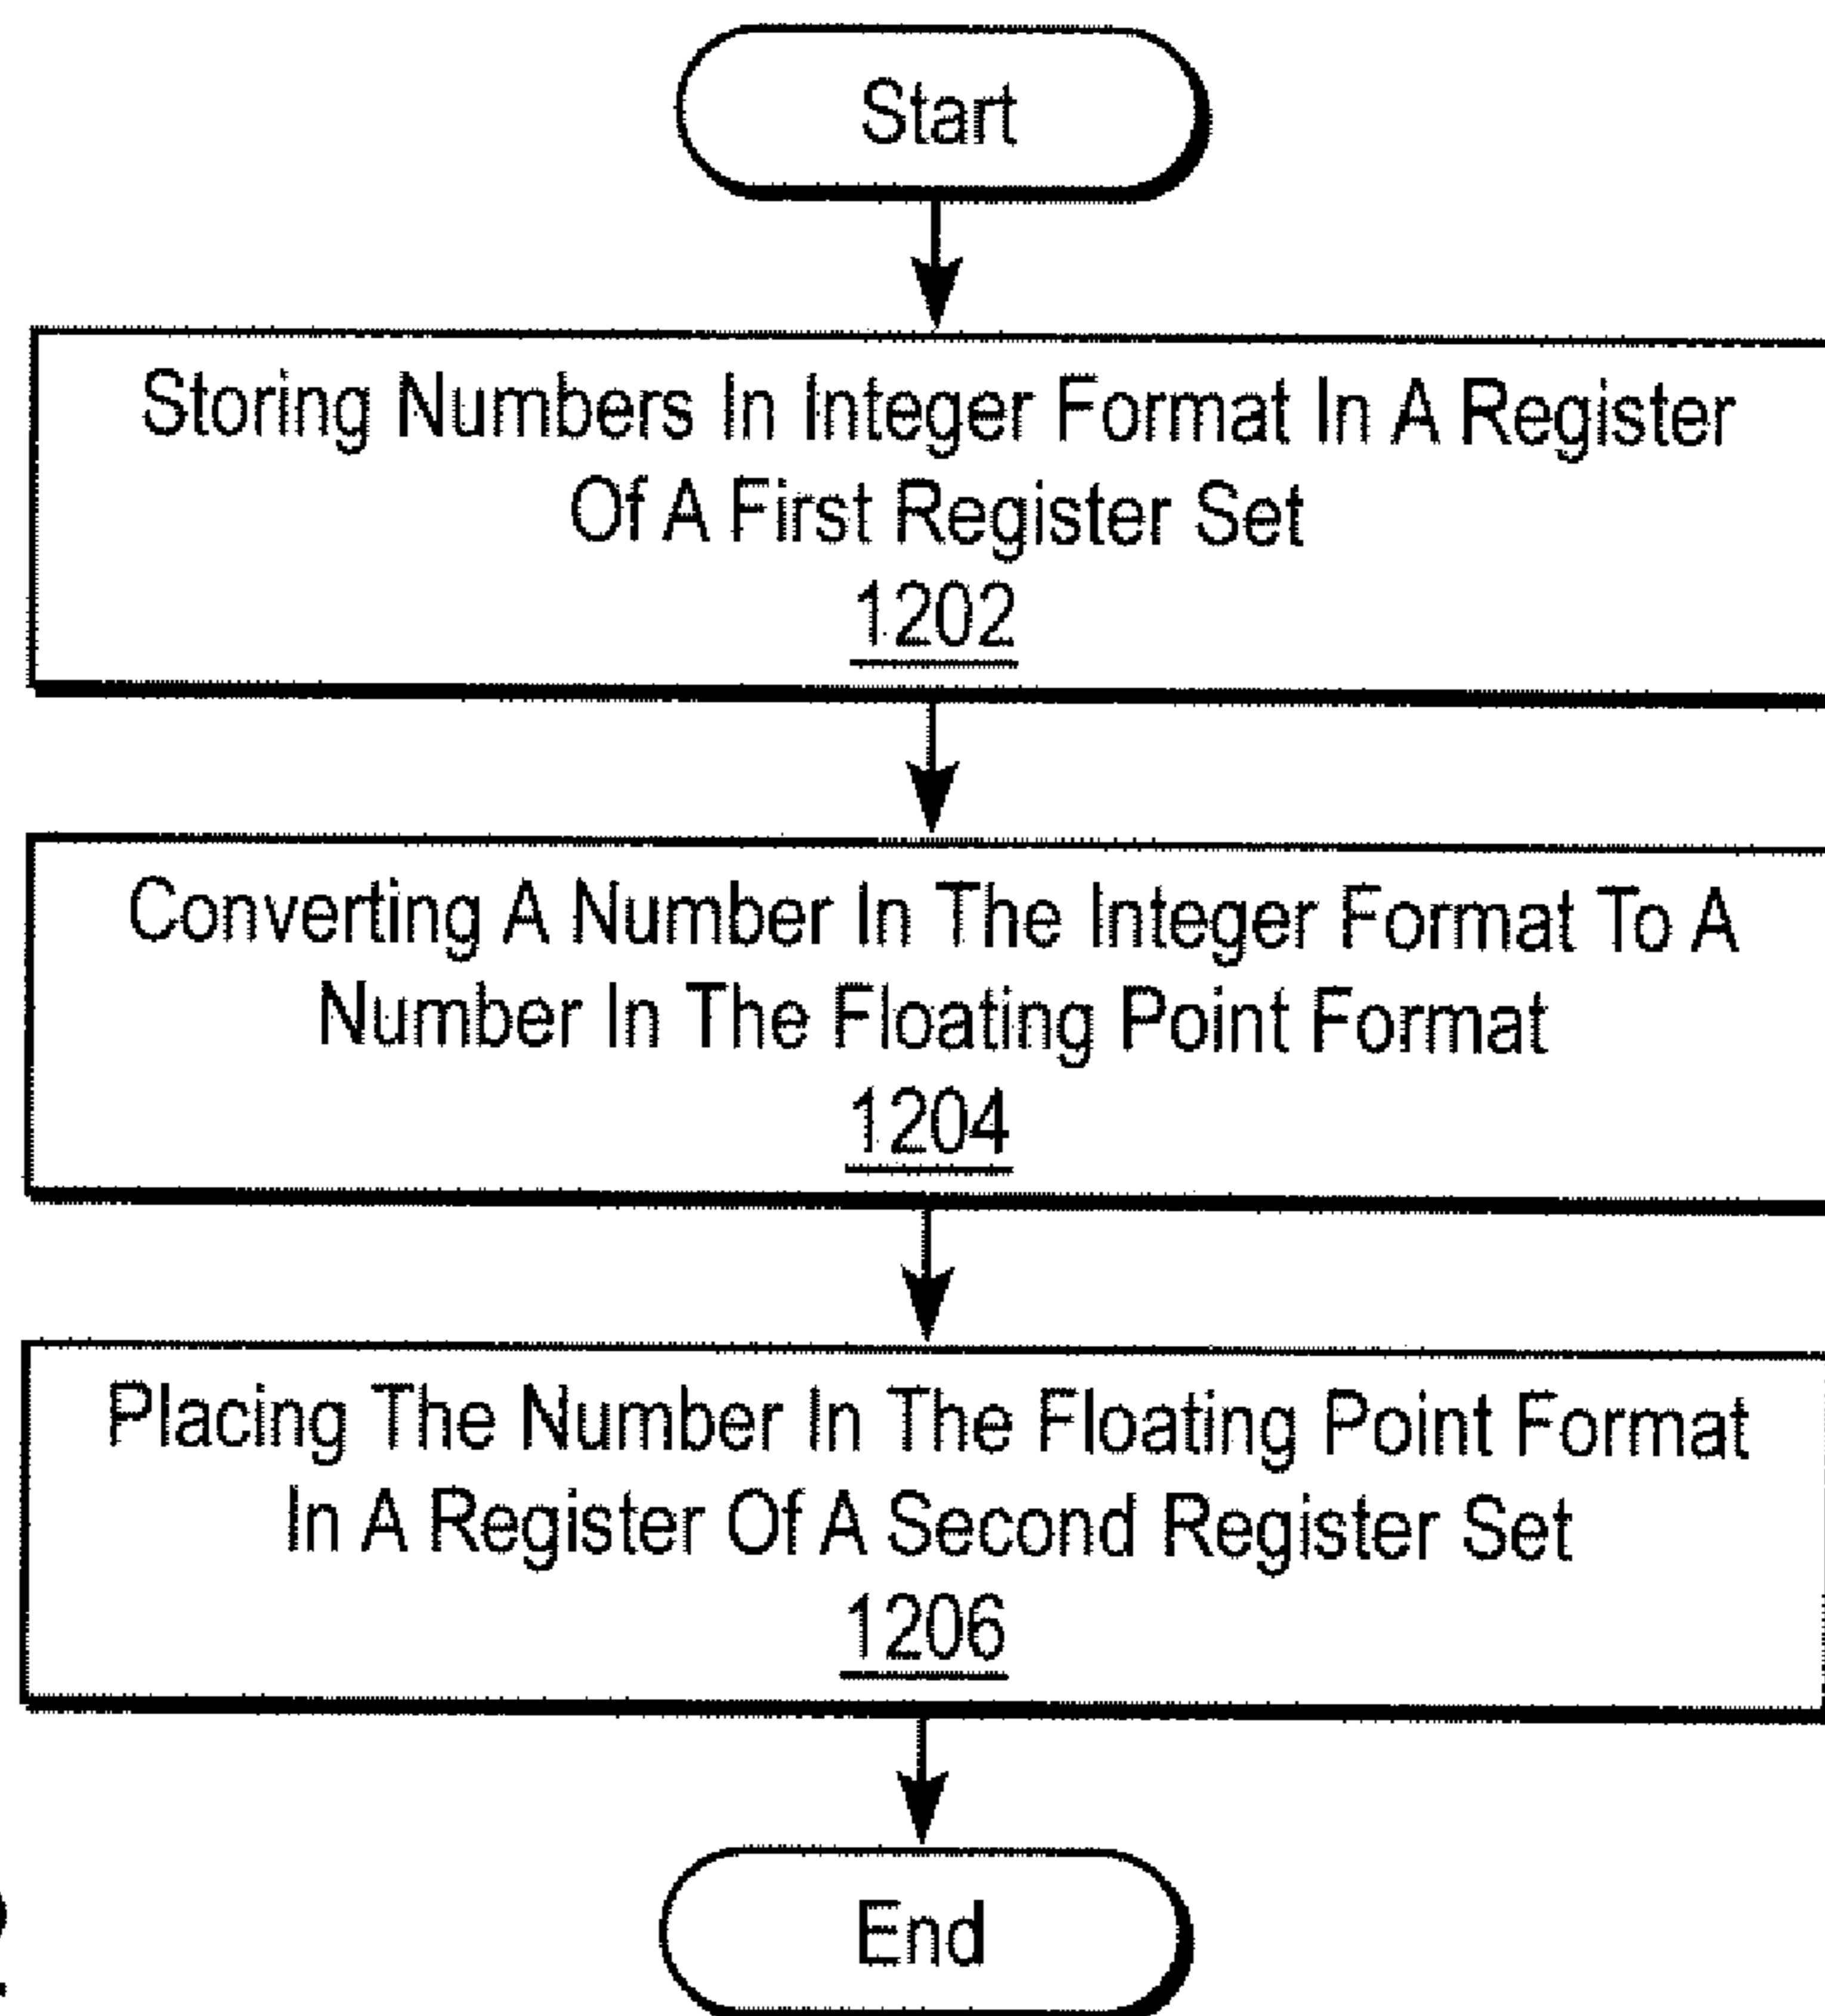 Start
Storing Numbers In Integer Format In A Register
Of A First Register Set
1202
Converting A Number In The Integer Format To A
Number In The Floating Point Format
1204
Placing The Number In The Floating Point Format
In A Register Of A Second Register Set
1206
End